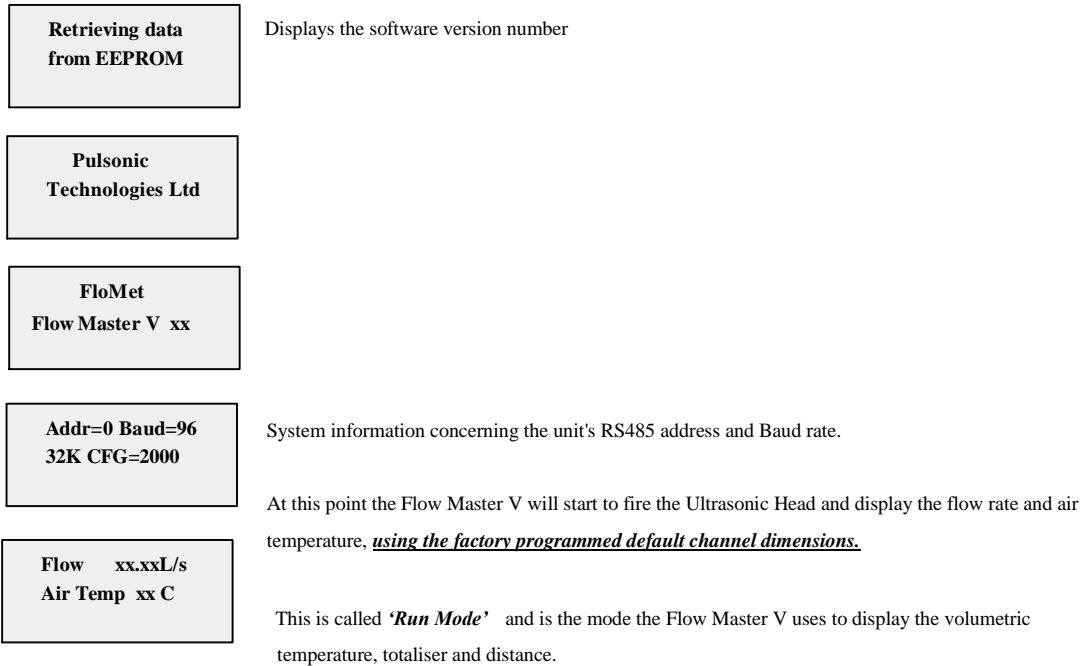 Retrieving data
from EEPROM
Displays the software version number
Pulsonic
Technologies Ltd
FloMet
Flow Master V xx
Addr=0 Baud=96
32K CFG=2000
System information concerning the unit's RS485 address and Baud rate.
At this point the Flow Master V will start to fire the Ultrasonic Head and display the flow rate and air
temperature, using the factory programmed default channel dimensions.
Flow xx.xxL/s
Air Temp xx C
This is called ‘Run Mode’ and is the mode the Flow Master V uses to display the volumetric
temperature, totaliser and distance.